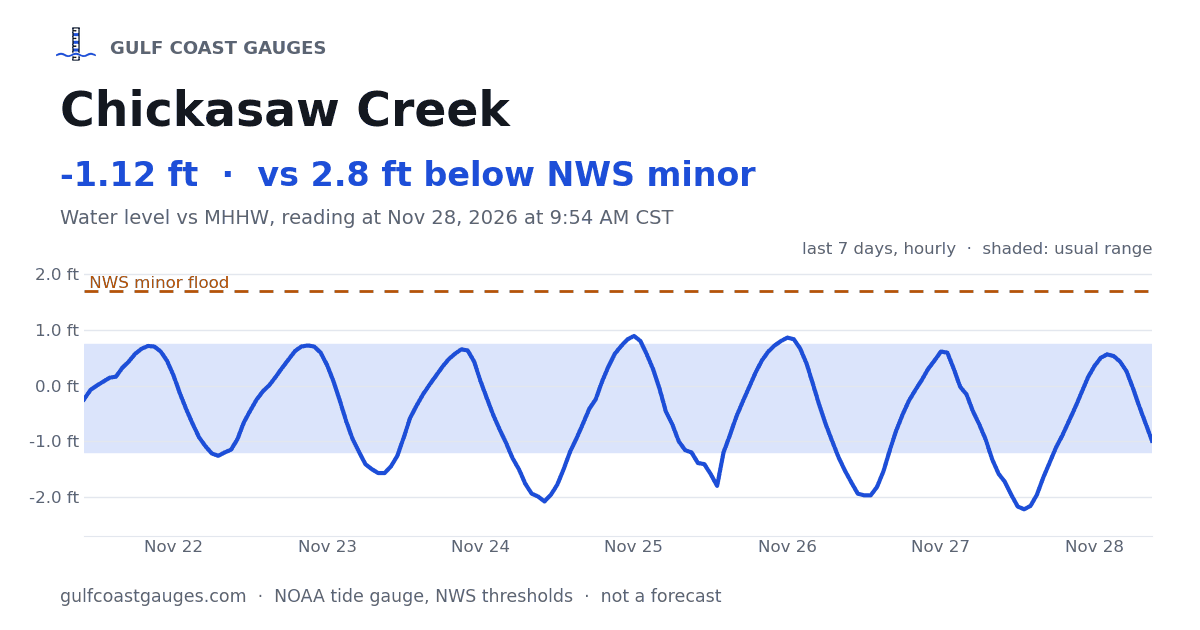 GULF COAST GAUGES
Chickasaw Creek
-1.12 ft · vs 2.8 ft below NWS minor
Water level vs MHHW, reading at Nov 28, 2026 at 9:54 AM CST
last 7 days, hourly · shaded: usual range
2.0 ft
NWS minor flood
1.0 ft
0.0 ft
-1.0 ft
-2.0 ft
Nov 22 Nov 23 Nov 24 Nov 25 Nov 26 Nov 27 Nov 28
gulfcoastgauges.com · NOAA tide gauge, NWS thresholds · not a forecast